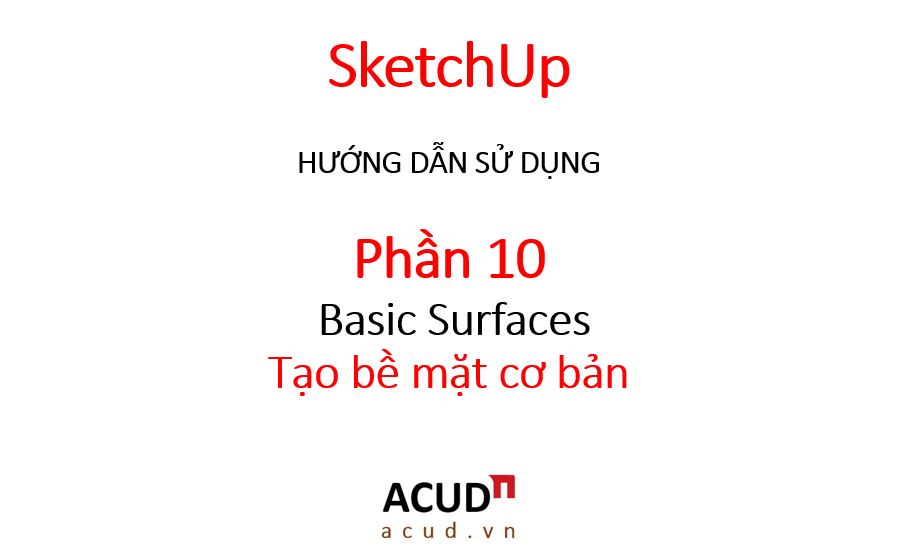 SketchUp
HƯỚNG DẪN SỬ DỤNG
Phần 10
Basic Surfaces
Tạo bề mặt cơ bản
ACUD
acud.vn